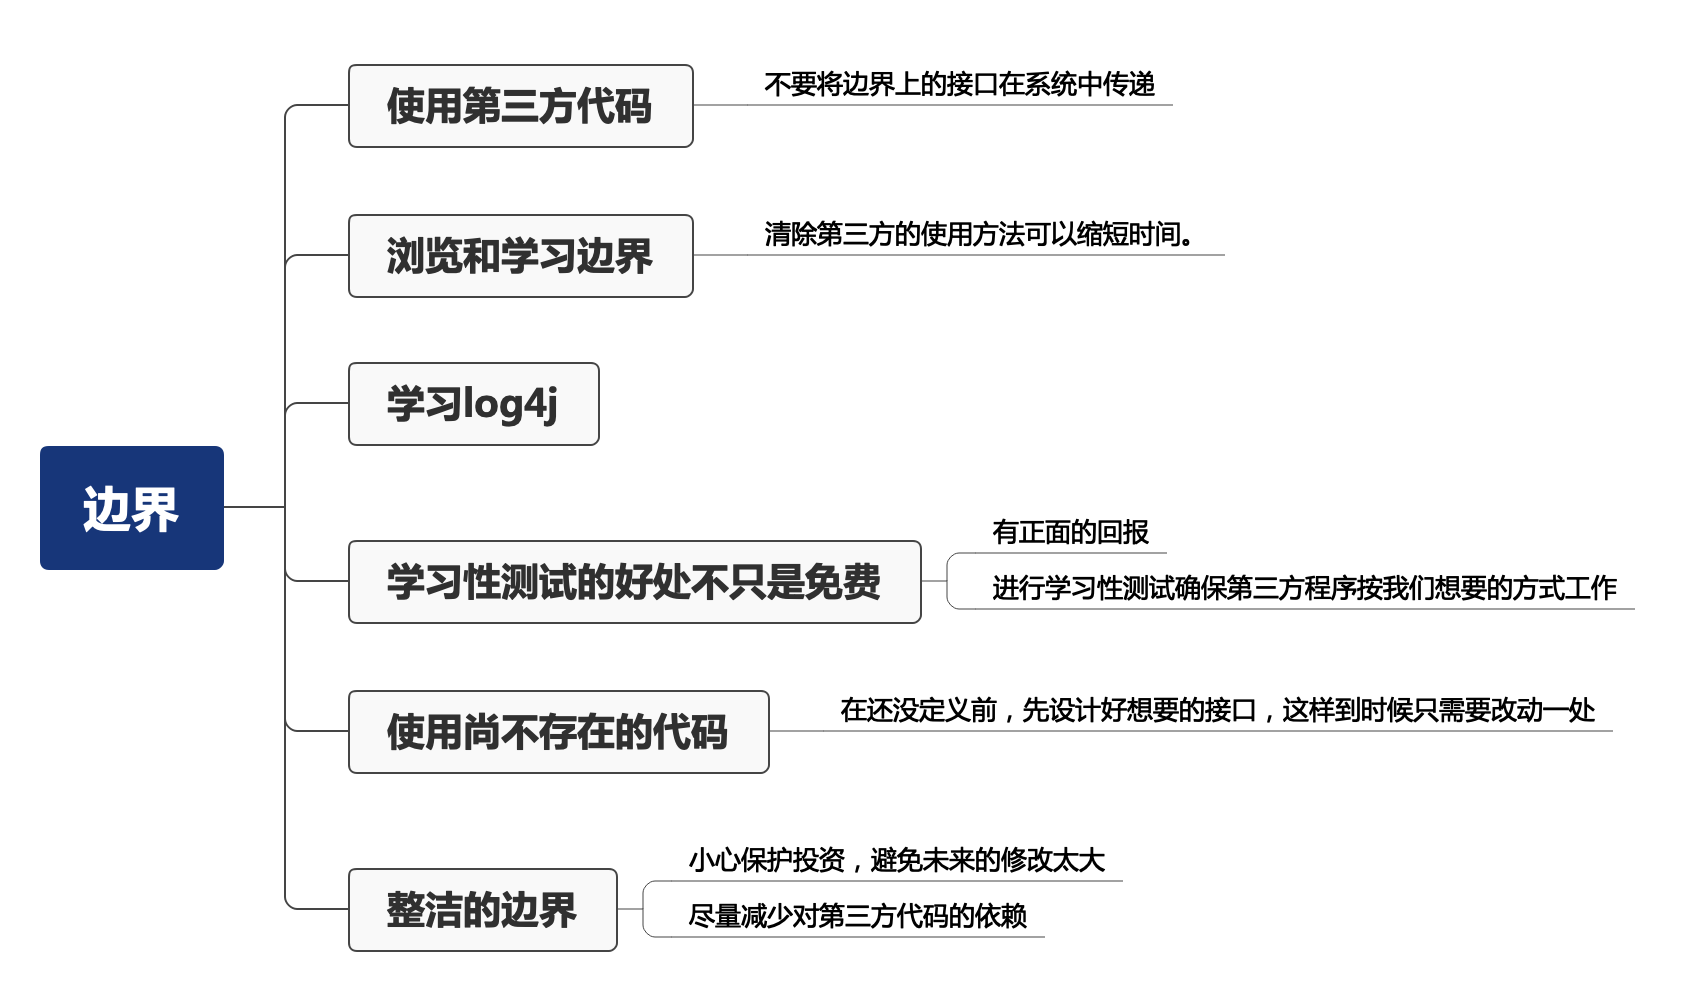 边界
使用第三方代码
不要将边界上的接口在系统中传递
浏览和学习边界
清除第三方的使用方法可以缩短时间。
学习log4j
学习性测试的好处不只是免费
有正面的回报
进行学习性测试确保第三方程序按我们想要的方式工作
使用尚不存在的代码
在还没定义前，先设计好想要的接口，这样到时候只需要改动一处
整洁的边界
小心保护投资，避免未来的修改太大
尽量减少对第三方代码的依赖